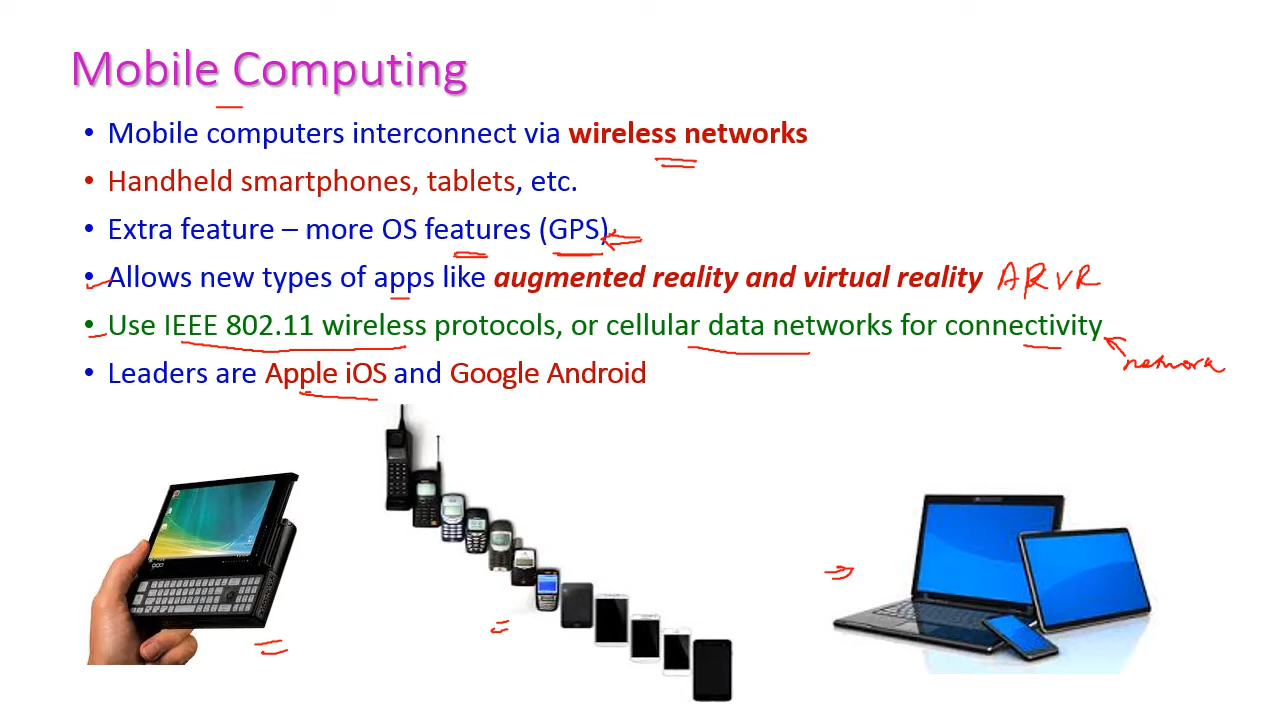 Mobile Computing
• Mobile computers interconnect via wireless networks
• Handheld smartphones, tablets, etc.
• Extra feature – more OS features (GPS)
• Allows new types of apps like augmented reality and virtual reality AR VR
• Use IEEE 802.11 wireless protocols, or cellular data networks for connectivity
network
• Leaders are Apple iOS and Google Android